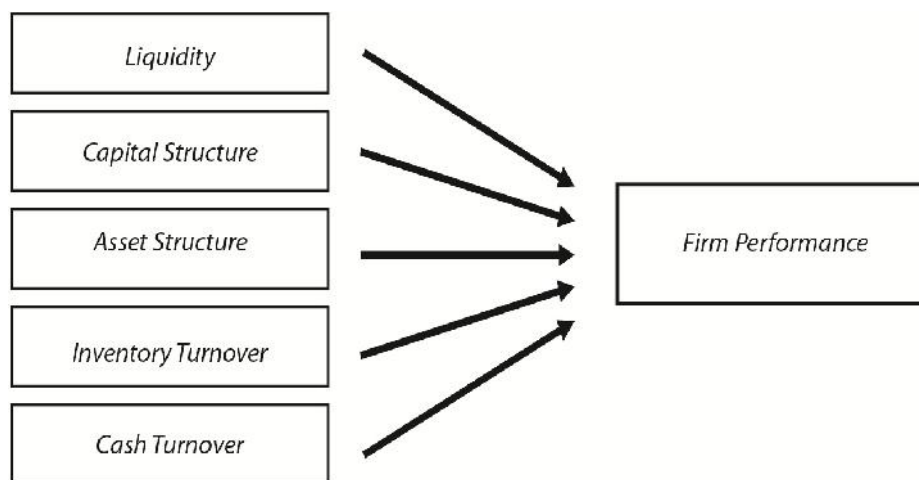 Liquidity
Capital Structure
Asset Structure
Inventory Turnover
Cash Turnover
Firm Performance